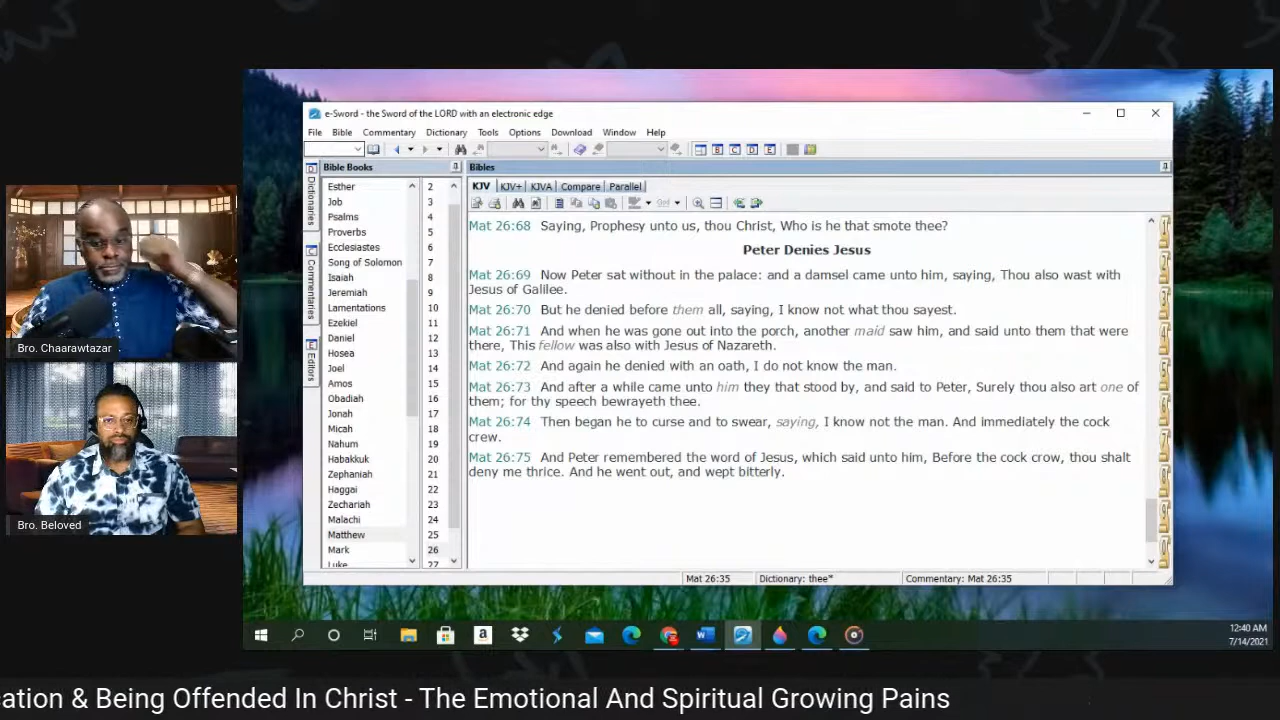 e-Sword - the Sword of the LORD with an electronic edge
File Bible Commentary Dictionary Tools Options Download Window Help
Bible Books
Bibles
D Dictionaries
C Commentaries
E Editors
B C D E
KJV KJV+ KJVA Compare Parallel
Esther
Job
Psalms
Proverbs
Ecclesiastes
Song of Solomon
Isaiah
Jeremiah
Lamentations
Ezekiel
Daniel
Hosea
Joel
Amos
Obadiah
Jonah
Micah
Nahum
Habakkuk
Zephaniah
Haggai
Zechariah
Malachi
Matthew
Mark
Luke
2
3
4
5
6
7
8
9
10
11
12
13
14
15
16
17
18
19
20
21
22
23
24
25
26
27
Mat 26:68 Saying, Prophesy unto us, thou Christ, Who is he that smote thee?
Peter Denies Jesus
Mat 26:69 Now Peter sat without in the palace: and a damsel came unto him, saying, Thou also wast with
Jesus of Galilee.
Mat 26:70 But he denied before them all, saying, I know not what thou sayest.
Mat 26:71 And when he was gone out into the porch, another maid saw him, and said unto them that were
there, This fellow was also with Jesus of Nazareth.
Mat 26:72 And again he denied with an oath, I do not know the man.
Mat 26:73 And after a while came unto him they that stood by, and said to Peter, Surely thou also art one of
them; for thy speech bewrayeth thee.
Mat 26:74 Then began he to curse and to swear, saying, I know not the man. And immediately the cock
crew.
Mat 26:75 And Peter remembered the word of Jesus, which said unto him, Before the cock crow, thou shalt
deny me thrice. And he went out, and wept bitterly.
Mat 26:35 Dictionary: thee* Commentary: Mat 26:35
Bro. Chaarawtazar
Bro. Beloved
12:40 AM
7/14/2021
cation & Being Offended In Christ - The Emotional And Spiritual Growing Pains